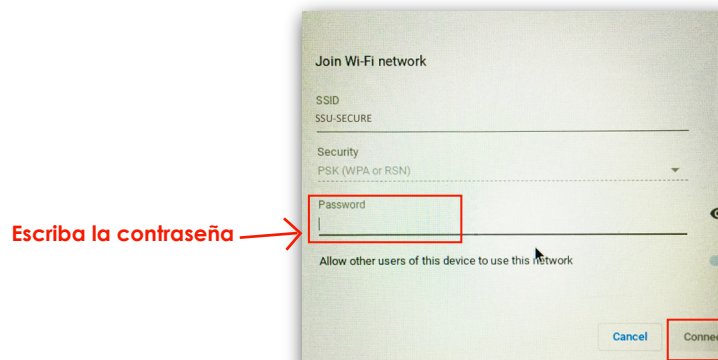 Join Wi-Fi network
SSID
SSU-SECURE
Security
PSK (WPA or RSN)
Password
Escriba la contraseña
Allow other users of this device to use this network
Cancel